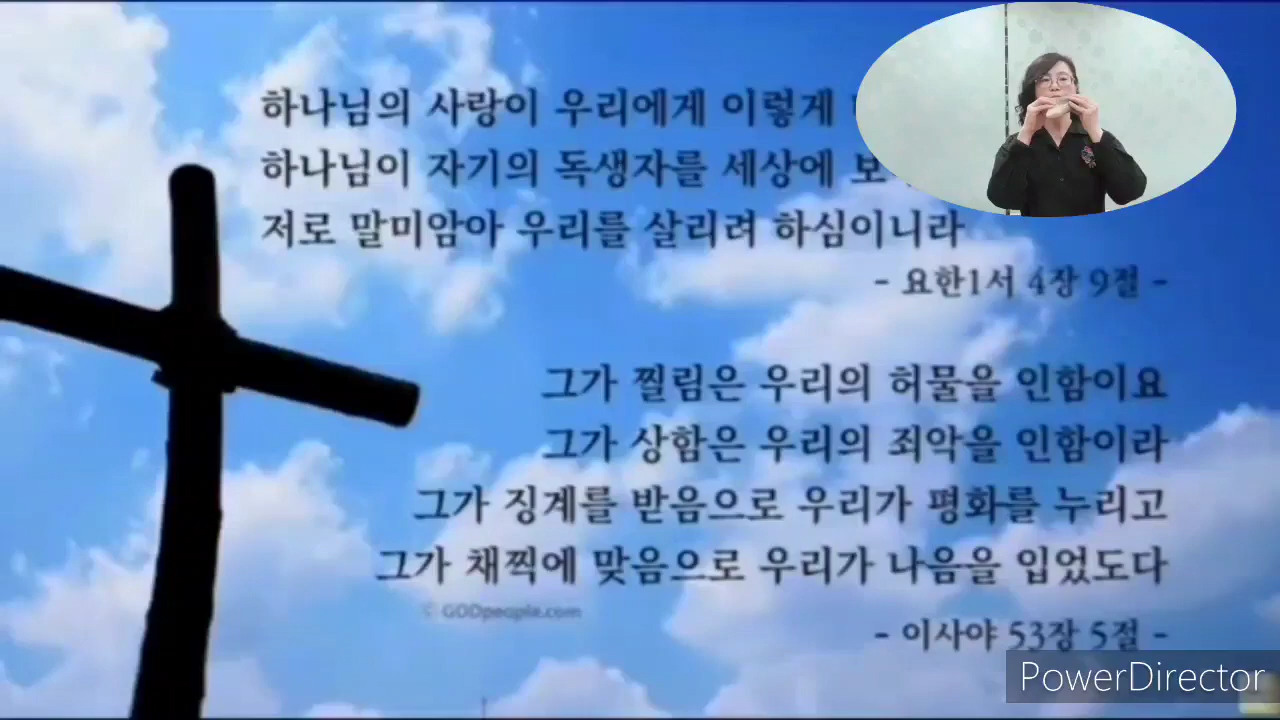 하나님의 사랑이 우리에게 이렇게
하나님이 자기의 독생자를 세상에
저로 말미암아 우리를 살리려 하심이니라
- 요한1서 4장 9절 -
그가 찔림은 우리의 허물을 인함이요
그가 상함은 우리의 죄악을 인함이라
그가 징계를 받음으로 우리가 평화를 누리고
그가 채찍에 맞음으로 우리가 나음을 입었도다
© GODpeople.com
- 이사야 53장 5절 -
PowerDirector